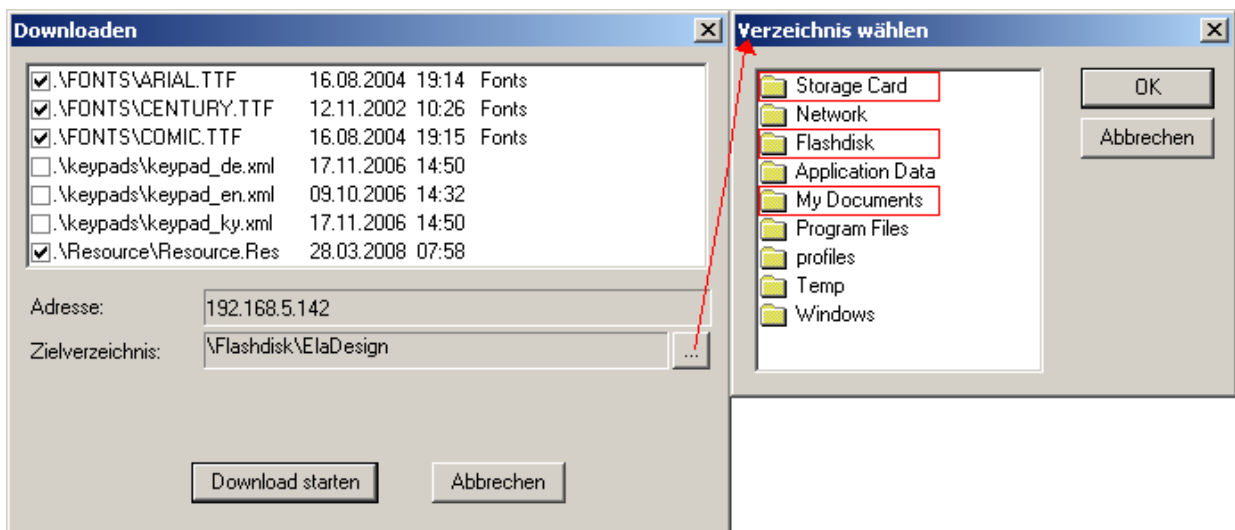 Downloaden
.\FONTS\ARIAL.TTF 16.08.2004 19:14 Fonts
.\FONTS\CENTURY.TTF 12.11.2002 10:26 Fonts
.\FONTS\COMIC.TTF 16.08.2004 19:15 Fonts
.\keypads\keypad_de.xml 17.11.2006 14:50
.\keypads\keypad_en.xml 09.10.2006 14:32
.\keypads\keypad_ky.xml 17.11.2006 14:50
.\Resource\Resource.Res 28.03.2008 07:58
Adresse: 192.168.5.142
Zielverzeichnis: \Flashdisk\ElaDesign ...
Download starten Abbrechen
Verzeichnis wählen
Storage Card
Network
Flashdisk
Application Data
My Documents
Program Files
profiles
Temp
Windows
OK
Abbrechen